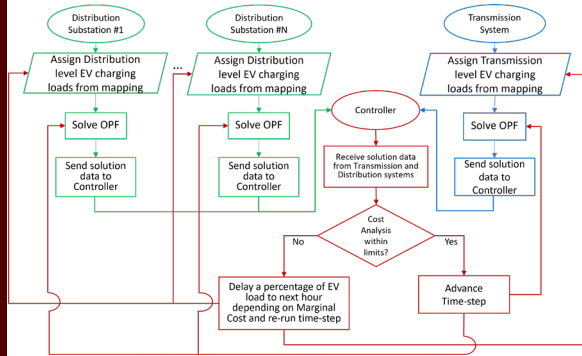 Distribution
Substation #1
Distribution
Substation #N
Transmission
System
Assign Distribution
level EV charging
loads from mapping
...
Assign Distribution
level EV charging
loads from mapping
Assign Transmission
level EV charging
loads from mapping
Controller
Solve OPF
Solve OPF
Solve OPF
Send solution
data to
Controller
Send solution
data to
Controller
Receive solution data
from Transmission and
Distribution systems
Send solution
data to
Controller
Cost
Analysis
within
limits?
No
Yes
Delay a percentage of EV
load to next hour
depending on Marginal
Cost and re-run time-step
Advance
Time-step